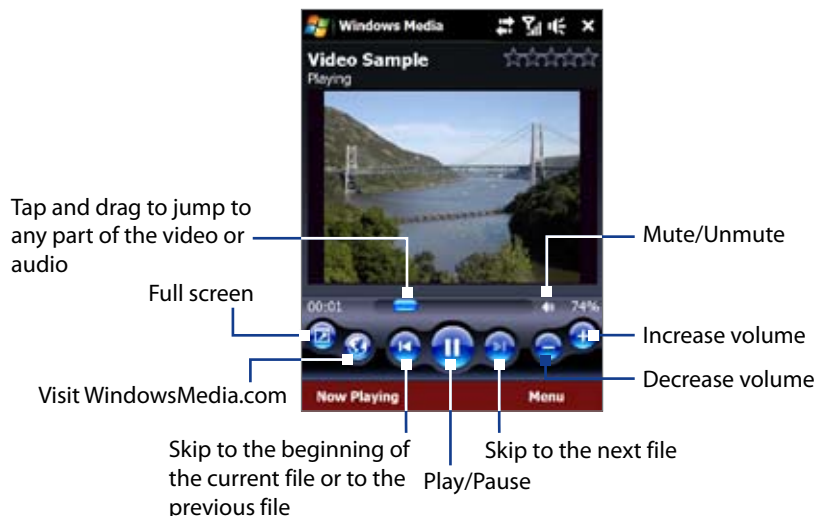 Windows Media
Video Sample
Playing
Tap and drag to jump to
any part of the video or
audio
Mute/Unmute
Full screen
00:01
74%
Increase volume
Decrease volume
Visit WindowsMedia.com
Now Playing
Menu
Skip to the beginning of
the current file or to the
previous file
Play/Pause
Skip to the next file